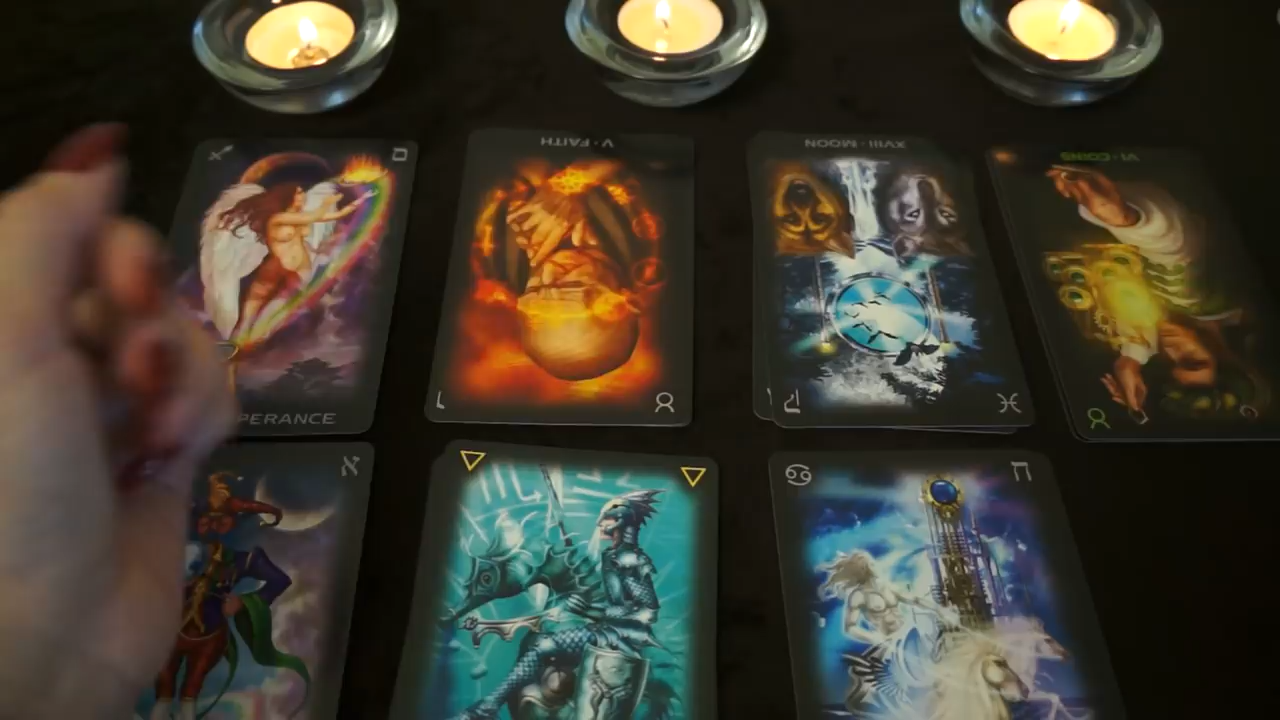 V · FAITH
XVIII · MOON
VI · COINS
PERANCE
א
ח